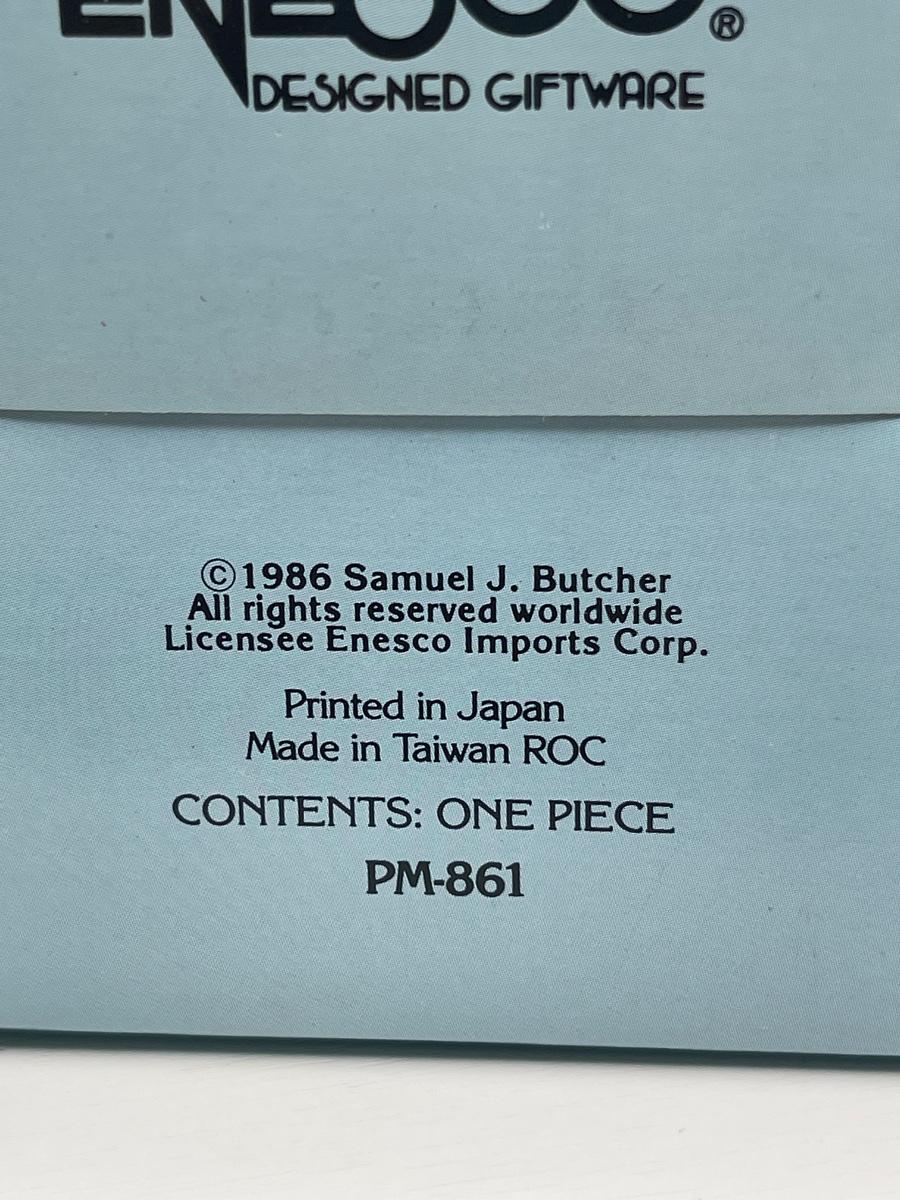 ENESCO®
DESIGNED GIFTWARE
©1986 Samuel J. Butcher
All rights reserved worldwide
Licensee Enesco Imports Corp.
Printed in Japan
Made in Taiwan ROC
CONTENTS: ONE PIECE
PM-861